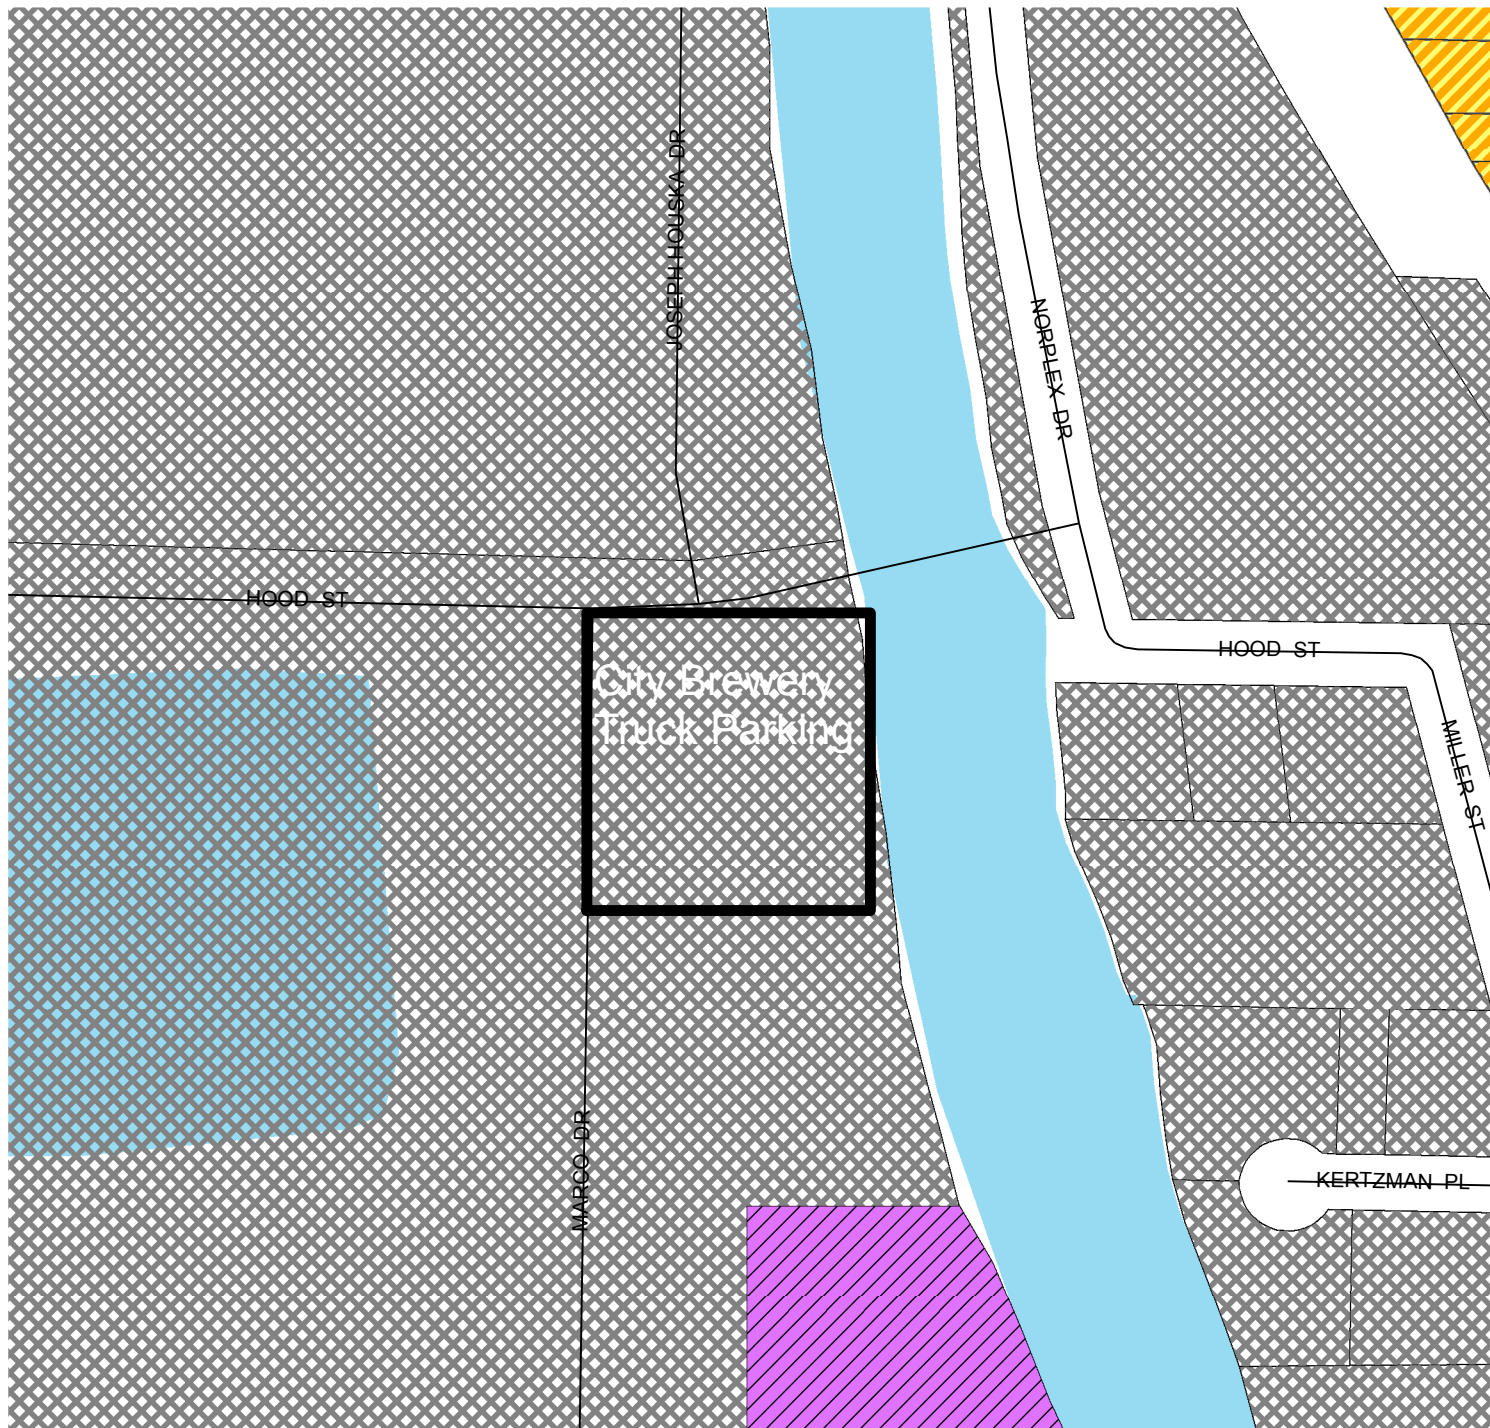 JOSEPH HOUSKA DR
NORPLEX DR
HOOD ST
HOOD ST
City Brewery
Truck Parking
MILLER ST
MARCO DR
KERTZMAN PL